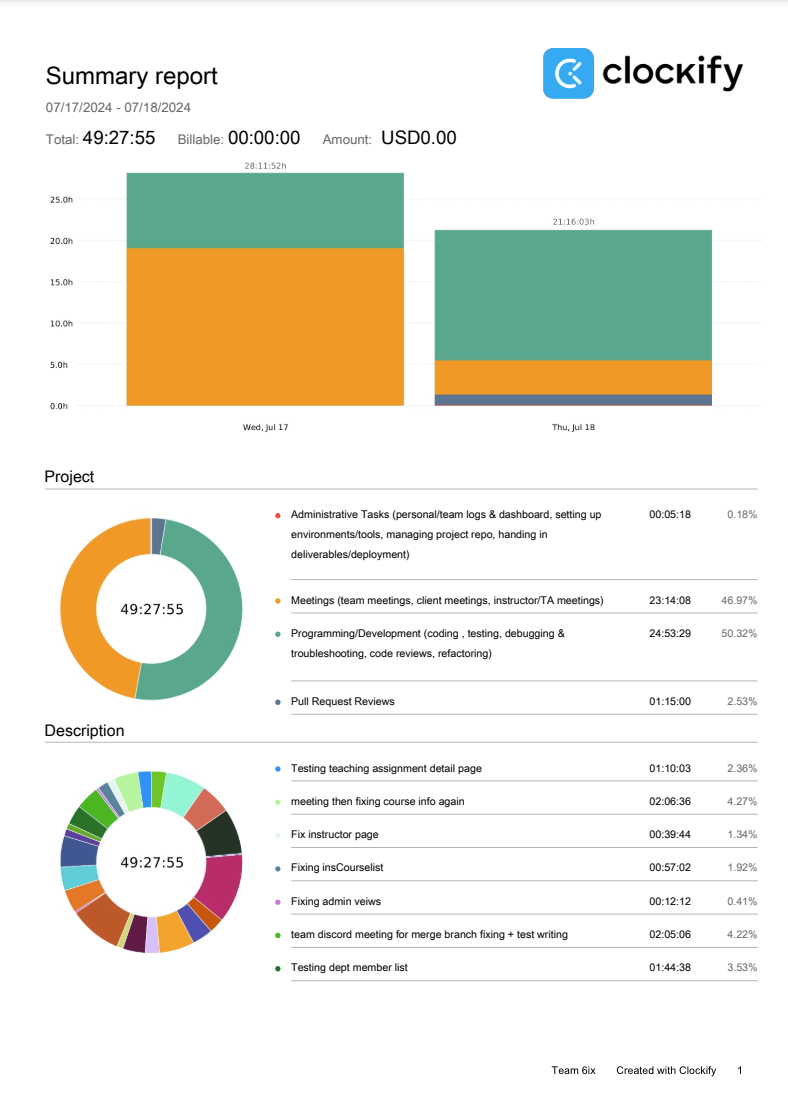 Summary report
clockify
07/17/2024 - 07/18/2024
Total: 49:27:55 Billable: 00:00:00 Amount: USD0.00
28:11:52h
21:16:03h
25.0h
20.0h
15.0h
10.0h
5.0h
0.0h
Wed, Jul 17
Thu, Jul 18
Project
49:27:55
Administrative Tasks (personal/team logs & dashboard, setting up 00:05:18 0.18%
environments/tools, managing project repo, handing in
deliverables/deployment)
Meetings (team meetings, client meetings, instructor/TA meetings) 23:14:08 46.97%
Programming/Development (coding , testing, debugging & 24:53:29 50.32%
troubleshooting, code reviews, refactoring)
Pull Request Reviews 01:15:00 2.53%
Description
49:27:55
Testing teaching assignment detail page 01:10:03 2.36%
meeting then fixing course info again 02:06:36 4.27%
Fix instructor page 00:39:44 1.34%
Fixing insCourselist 00:57:02 1.92%
Fixing admin veiws 00:12:12 0.41%
team discord meeting for merge branch fixing + test writing 02:05:06 4.22%
Testing dept member list 01:44:38 3.53%
Team 6ix Created with Clockify 1